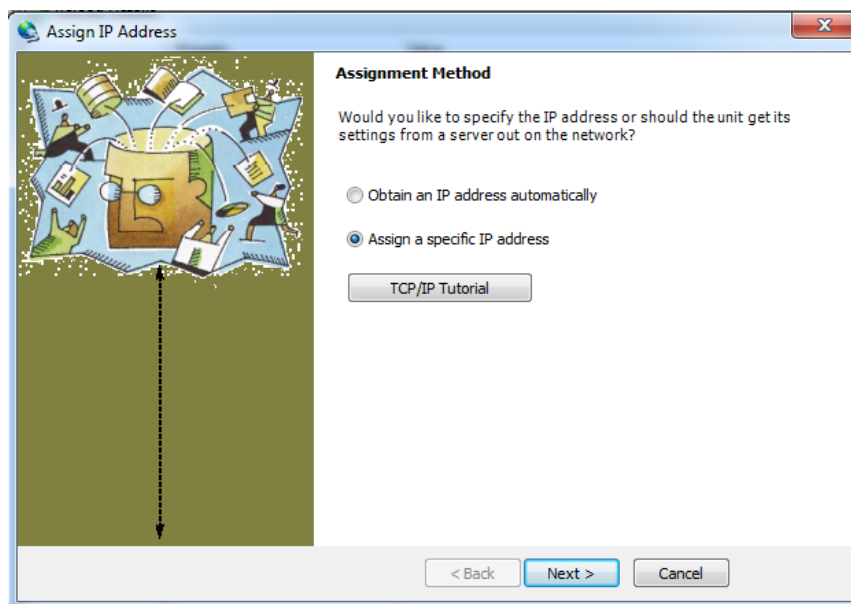 Assign IP Address
Assignment Method
Would you like to specify the IP address or should the unit get its
settings from a server out on the network?
Obtain an IP address automatically
Assign a specific IP address
TCP/IP Tutorial
< Back
Next >
Cancel